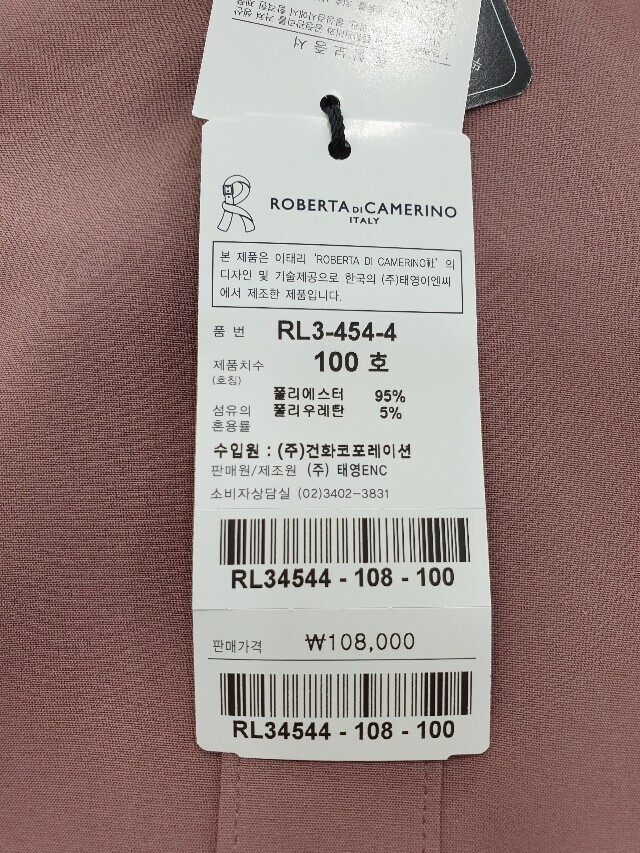 보 증 서
ROBERTA DI CAMERINO
ITALY
본 제품은 이태리 'ROBERTA DI CAMERINO社' 의
디자인 및 기술제공으로 한국의 (주)태영이엔씨
에서 제조한 제품입니다.
품 번 RL3-454-4
제품치수 100 호
(호칭)
폴리에스터 95%
섬유의 폴리우레탄 5%
혼용률
수입원 : (주)건화코포레이션
판매원/제조원 (주) 태영ENC
소비자상담실 (02)3402-3831
RL34544 - 108 - 100
판매가격 ₩108,000
RL34544 - 108 - 100